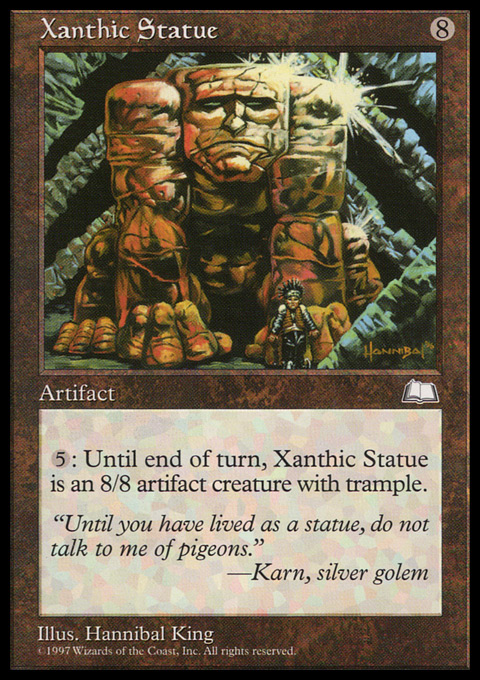 Xanthic Statue 8
HANNIBAL
Artifact
5: Until end of turn, Xanthic Statue
is an 8/8 artifact creature with trample.
“Until you have lived as a statue, do not
talk to me of pigeons.”
—Karn, silver golem
Illus. Hannibal King
©1997 Wizards of the Coast, Inc. All rights reserved.